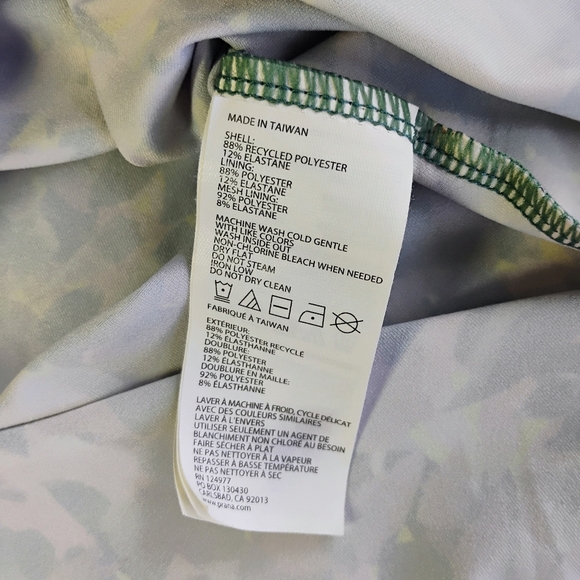 MADE IN TAIWAN
SHELL:
88% RECYCLED POLYESTER
12% ELASTANE
LINING:
88% POLYESTER
12% ELASTANE
MESH LINING:
92% POLYESTER
8% ELASTANE
MACHINE WASH COLD GENTLE
WITH LIKE COLORS
WASH INSIDE OUT
NON-CHLORINE BLEACH WHEN NEEDED
DRY FLAT
DO NOT STEAM
IRON LOW
DO NOT DRY CLEAN
FABRIQUÉ À TAIWAN
EXTÉRIEUR:
88% POLYESTER RECYCLÉ
12% ÉLASTHANNE
DOUBLURE:
88% POLYESTER
12% ÉLASTHANNE
DOUBLURE EN MAILLE:
92% POLYESTER
8% ÉLASTHANNE
LAVER À MACHINE À FROID, CYCLE DÉLICAT
AVEC DES COULEURS SIMILAIRES
LAVER À L'ENVERS
UTILISER SEULEMENT UN AGENT DE
BLANCHIMENT NON CHLORÉ AU BESOIN
FAIRE SÉCHER À PLAT
NE PAS NETTOYER À LA VAPEUR
REPASSER À BASSE TEMPÉRATURE
NE PAS NETTOYER À SEC
RN 124977
PO BOX 130430
CARLSBAD, CA 92013
www.prana.com